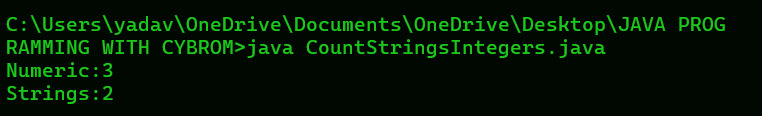 C:\Users\yadav\OneDrive\Documents\OneDrive\Desktop\JAVA PROG
RAMMING WITH CYBROM>java CountStringsIntegers.java
Numeric:3
Strings:2